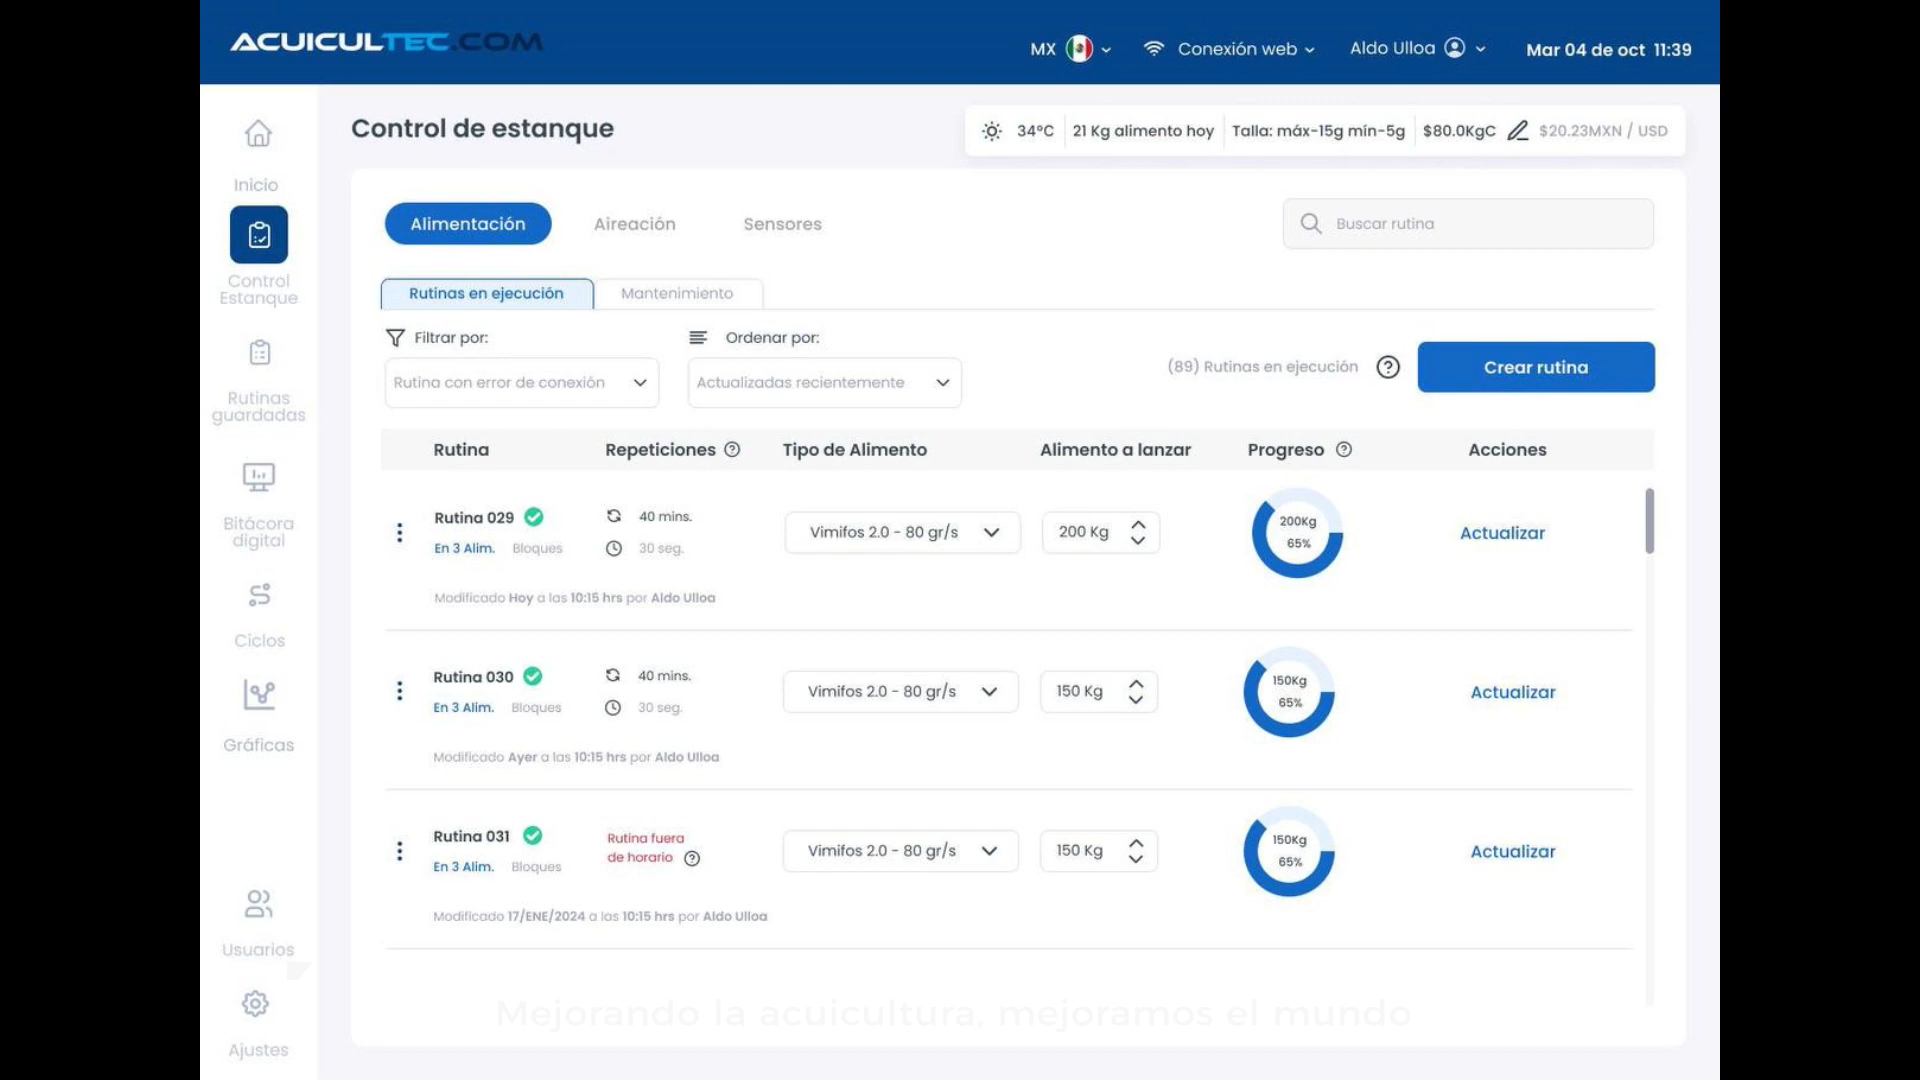 ACUICULTEC.COM
MX
Conexión web
Aldo Ulloa
Mar 04 de oct 11:39
Control de estanque
34°C
21 Kg alimento hoy
Talla: máx-15g mín-5g
$80.0KgC
$20.23MXN / USD
Inicio
Control
Estanque
Rutinas
guardadas
Bitácora
digital
Ciclos
Gráficas
Usuarios
Ajustes
Alimentación
Aireación
Sensores
Buscar rutina
Rutinas en ejecución
Mantenimiento
Filtrar por:
Ordenar por:
Rutina con error de conexión
Actualizadas recientemente
(89) Rutinas en ejecución
Crear rutina
Rutina
Repeticiones
Tipo de Alimento
Alimento a lanzar
Progreso
Acciones
Rutina 029
En 3 Alim.
Bloques
40 mins.
30 seg.
Vimifos 2.0 - 80 gr/s
200 Kg
200Kg
65%
Actualizar
Modificado Hoy a las 10:15 hrs por Aldo Ulloa
Rutina 030
En 3 Alim.
Bloques
40 mins.
30 seg.
Vimifos 2.0 - 80 gr/s
150 Kg
150Kg
65%
Actualizar
Modificado Ayer a las 10:15 hrs por Aldo Ulloa
Rutina 031
En 3 Alim.
Bloques
Rutina fuera
de horario
Vimifos 2.0 - 80 gr/s
150 Kg
150Kg
65%
Actualizar
Modificado 17/ENE/2024 a las 10:15 hrs por Aldo Ulloa
Mejorando la acuicultura, mejoramos el mundo